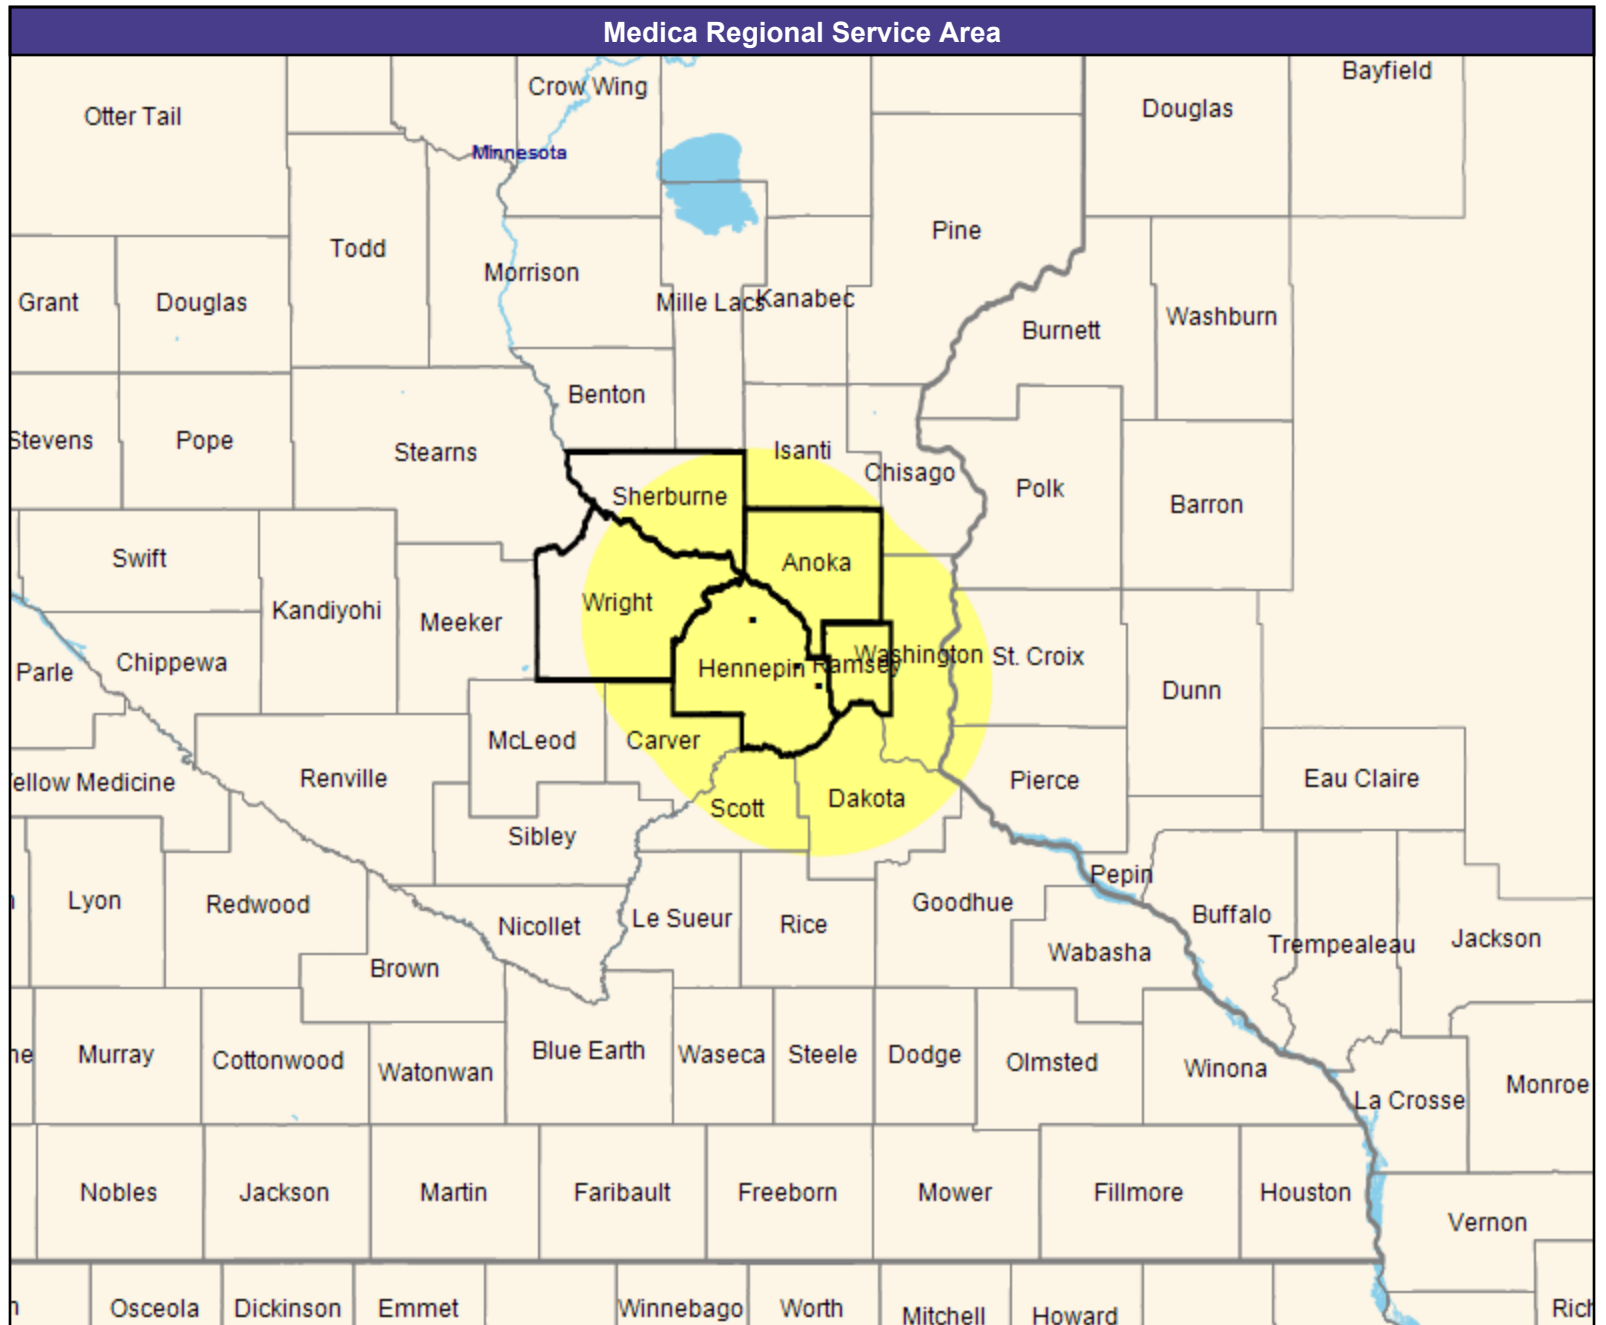 Medica Regional Service Area
Bayfield
Crow Wing
Douglas
Otter Tail
Minnesota
Pine
Todd
Morrison
Grant
Douglas
Mille Lacs
Kanabec
Washburn
Burnett
Benton
Stevens
Pope
Stearns
Isanti
Chisago
Polk
Sherburne
Barron
Swift
Anoka
Kandiyohi
Wright
Meeker
Parle
Chippewa
Hennepin
Ramsey
Washington
St. Croix
Dunn
McLeod
Carver
Renville
ellow Medicine
Pierce
Eau Claire
Scott
Dakota
Sibley
Pepin
Lyon
Redwood
Nicollet
Le Sueur
Rice
Goodhue
Buffalo
Trempealeau
Jackson
Wabasha
Brown
ne
Murray
Cottonwood
Watonwan
Blue Earth
Waseca
Steele
Dodge
Olmsted
Winona
La Crosse
Monroe
Nobles
Jackson
Martin
Faribault
Freeborn
Mower
Fillmore
Houston
Vernon
Osceola
Dickinson
Emmet
Winnebago
Worth
Mitchell
Howard
Rich